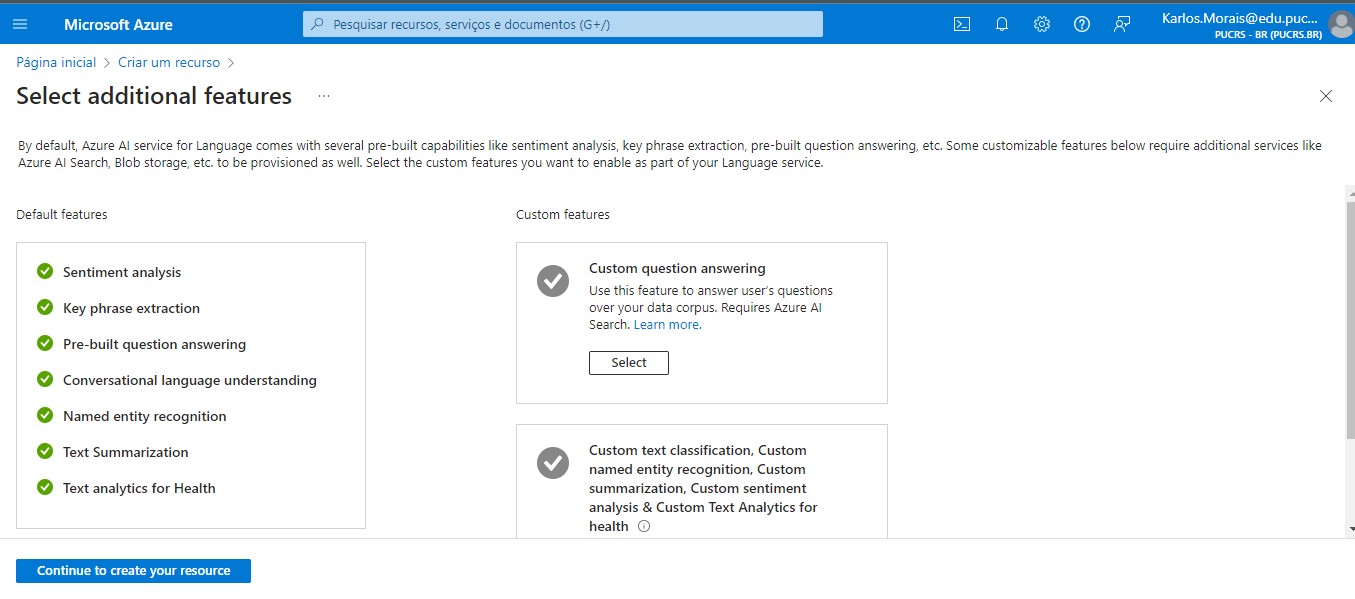 Microsoft Azure
Pesquisar recursos, serviços e documentos (G+/)
Karlos.Morais@edu.puc...
PUCRS - BR (PUCRS.BR)
Página inicial > Criar um recurso >
Select additional features ...
By default, Azure AI service for Language comes with several pre-built capabilities like sentiment analysis, key phrase extraction, pre-built question answering, etc. Some customizable features below require additional services like
Azure AI Search, Blob storage, etc. to be provisioned as well. Select the custom features you want to enable as part of your Language service.
Default features
Sentiment analysis
Key phrase extraction
Pre-built question answering
Conversational language understanding
Named entity recognition
Text Summarization
Text analytics for Health
Custom features
Custom question answering
Use this feature to answer user's questions
over your data corpus. Requires Azure AI
Search. Learn more.
Select
Custom text classification, Custom
named entity recognition, Custom
summarization, Custom sentiment
analysis & Custom Text Analytics for
health
Continue to create your resource